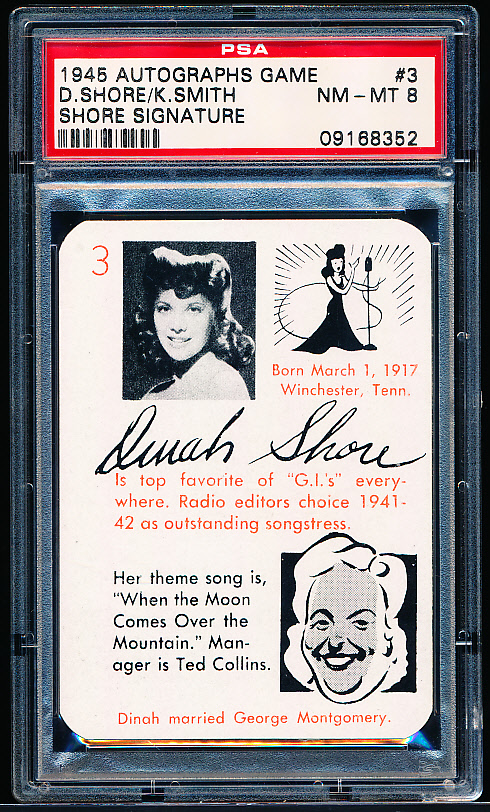 PSA
1945 AUTOGRAPHS GAME #3
D.SHORE/K.SMITH NM-MT 8
SHORE SIGNATURE
09168352
3
Born March 1, 1917
Winchester, Tenn.
Dinah Shore
Is top favorite of "G.I.'s" every-
where. Radio editors choice 1941-
42 as outstanding songstress.
Her theme song is,
"When the Moon
Comes Over the
Mountain." Man-
ager is Ted Collins.
Dinah married George Montgomery.